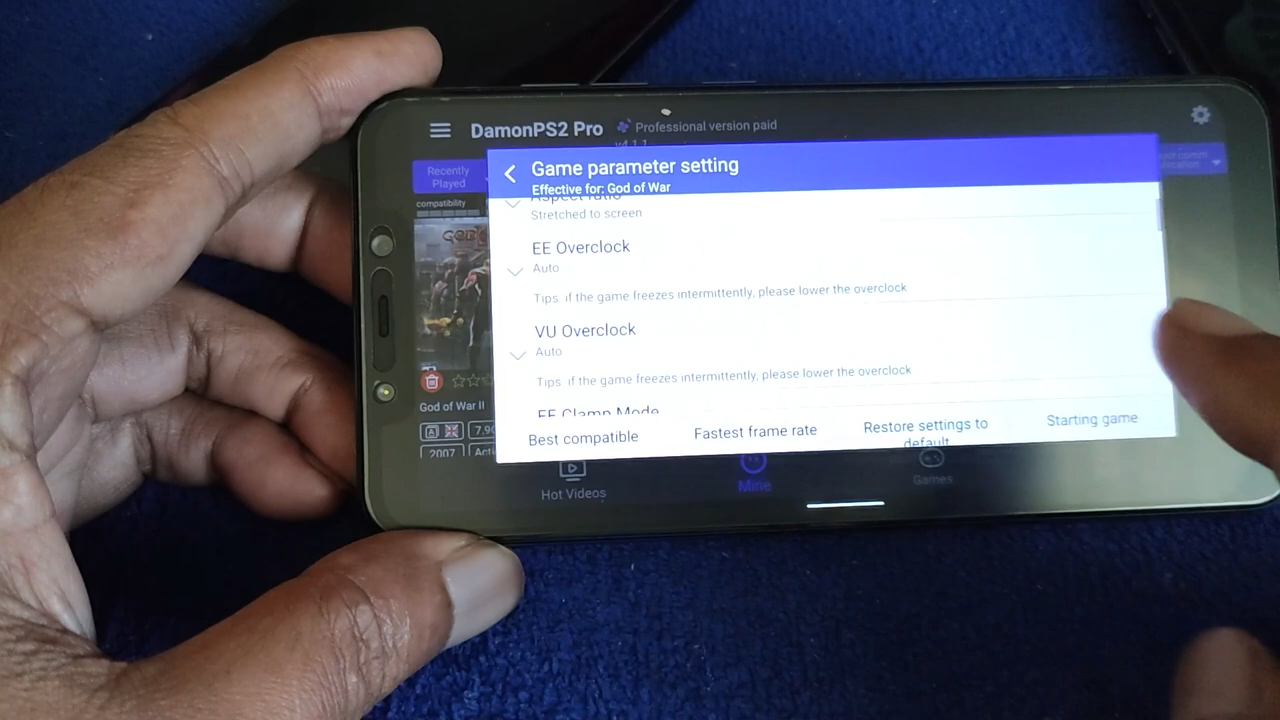 DamonPS2 Pro
Professional version paid
v4.1.1
Recently
Played
compatibility
Game parameter setting
Effective for: God of War
Aspect ratio
Stretched to screen
EE Overclock
Auto
Tips if the game freezes intermittently, please lower the overclock
VU Overclock
Auto
Tips if the game freezes intermittently, please lower the overclock
EE Clamp Mode
Best compatible
Fastest frame rate
Restore settings to
default
Starting game
God of War II
2007
Hot Videos
Mine
Games